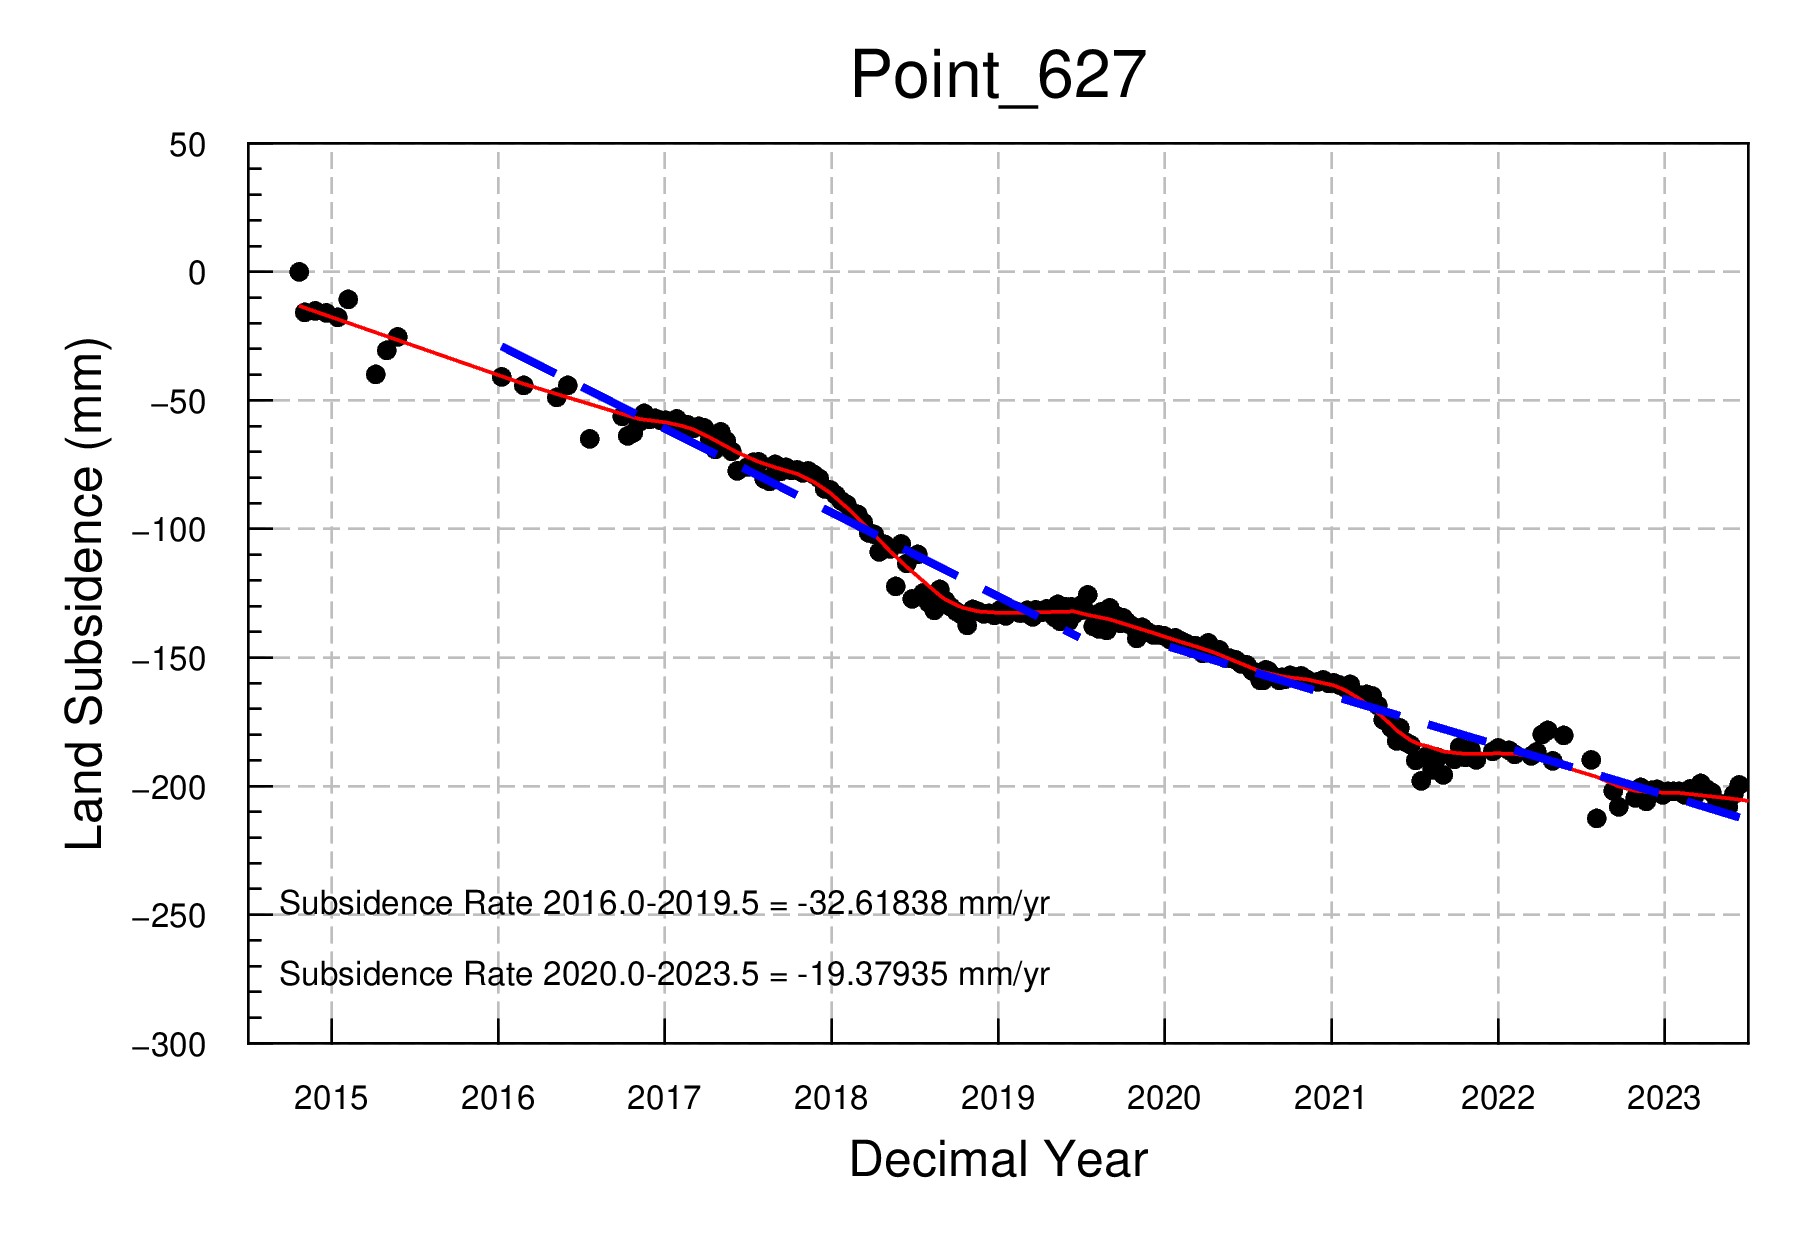 Point_627
50
0
−50
−100
−150
−200
−250
−300
Land Subsidence (mm)
Subsidence Rate 2016.0-2019.5 = -32.61838 mm/yr
Subsidence Rate 2020.0-2023.5 = -19.37935 mm/yr
2015 2016 2017 2018 2019 2020 2021 2022 2023
Decimal Year